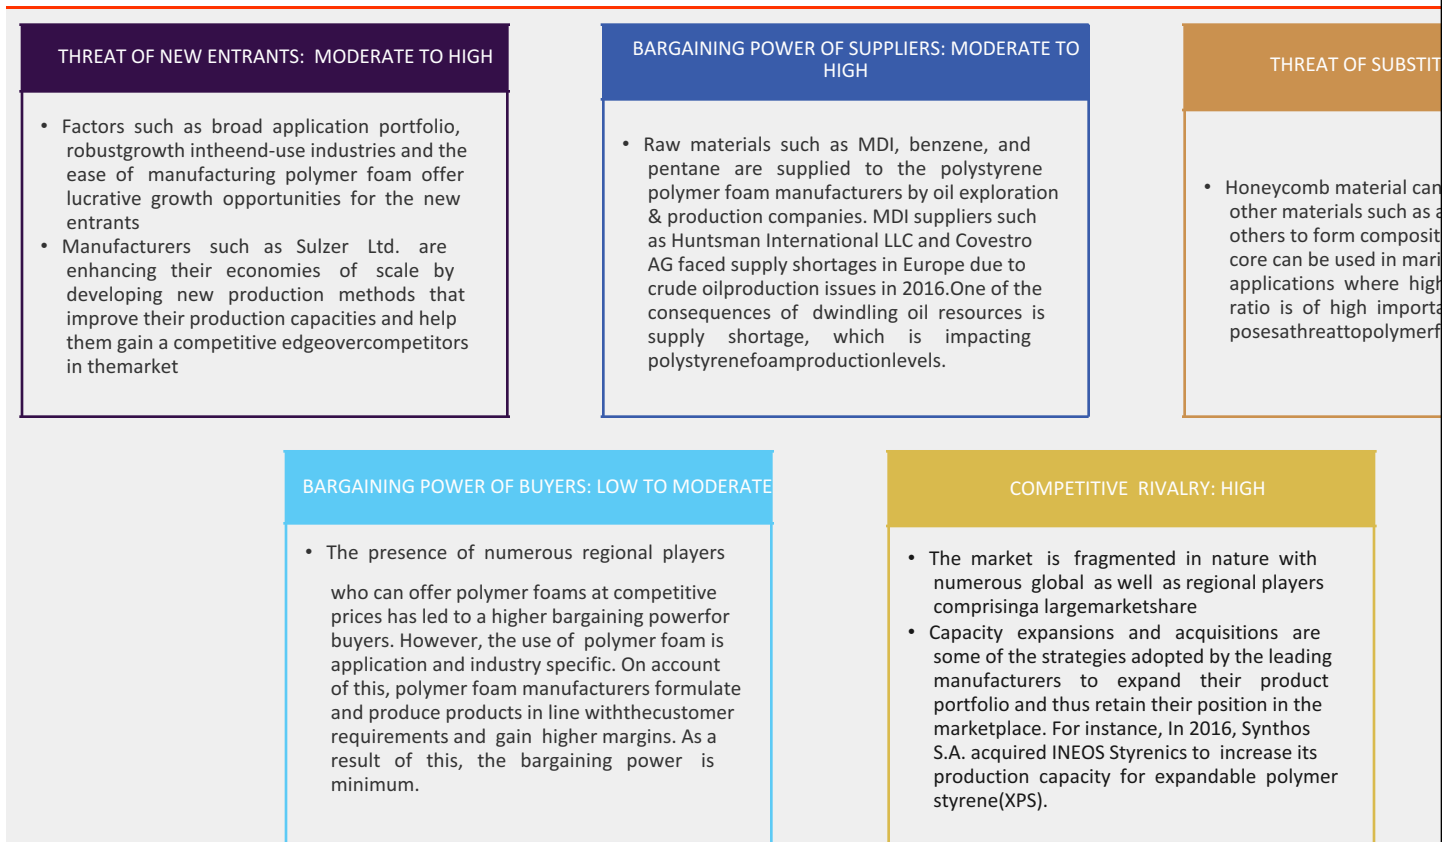 THREAT OF NEW ENTRANTS: MODERATE TO HIGH
• Factors such as broad application portfolio,
robustgrowth intheend-use industries and the
ease of manufacturing polymer foam offer
lucrative growth opportunities for the new
entrants
• Manufacturers such as Sulzer Ltd. are
enhancing their economies of scale by
developing new production methods that
improve their production capacities and help
them gain a competitive edgeovercompetitors
in themarket
BARGAINING POWER OF SUPPLIERS: MODERATE TO
HIGH
• Raw materials such as MDI, benzene, and
pentane are supplied to the polystyrene
polymer foam manufacturers by oil exploration
& production companies. MDI suppliers such
as Huntsman International LLC and Covestro
AG faced supply shortages in Europe due to
crude oilproduction issues in 2016.One of the
consequences of dwindling oil resources is
supply shortage, which is impacting
polystyrenefoamproductionlevels.
THREAT OF
• Honeycomb material can
other materials such as
others to form
core can be used in
applications where
ratio is of high
BARGAINING POWER OF BUYERS: LOW TO MODERATE
• The presence of numerous regional players
who can offer polymer foams at competitive
prices has led to a higher bargaining powerfor
buyers. However, the use of polymer foam is
application and industry specific. On account
of this, polymer foam manufacturers formulate
and produce products in line withthecustomer
requirements and gain higher margins. As a
result of this, the bargaining power is
minimum.
COMPETITIVE RIVALRY: HIGH
• The market is fragmented in nature with
numerous global as well as regional players
comprisinga largemarketshare
• Capacity expansions and acquisitions are
some of the strategies adopted by the leading
manufacturers to expand their product
portfolio and thus retain their position in the
marketplace. For instance, In 2016, Synthos
S.A. acquired INEOS Styrenics to increase its
production capacity for expandable polymer
styrene(XPS).